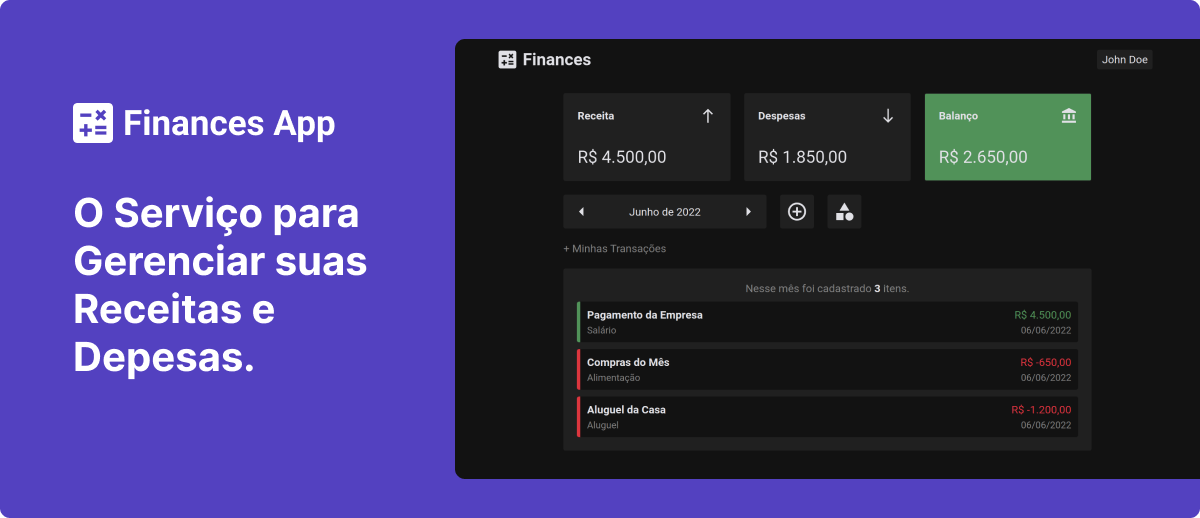 Finances App
O Serviço para
Gerenciar suas
Receitas e
Depesas.
Finances
John Doe
Receita
R$ 4.500,00
Despesas
R$ 1.850,00
Balanço
R$ 2.650,00
Junho de 2022
+ Minhas Transações
Nesse mês foi cadastrado 3 itens.
Pagamento da Empresa
R$ 4.500,00
Salário
06/06/2022
Compras do Mês
R$ -650,00
Alimentação
06/06/2022
Aluguel da Casa
R$ -1.200,00
Aluguel
06/06/2022